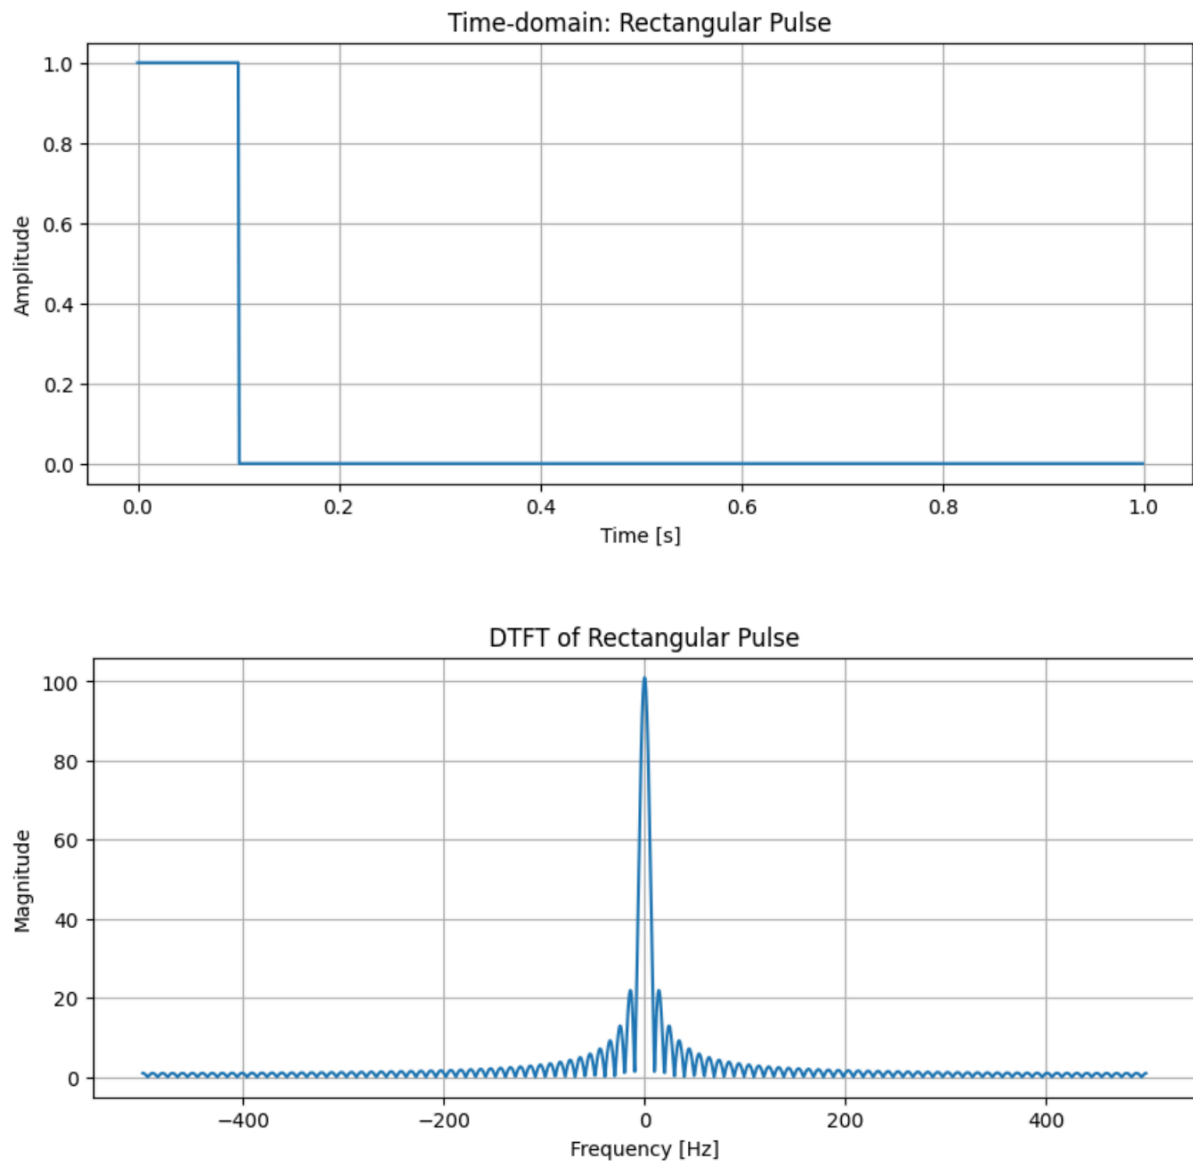 Time-domain: Rectangular Pulse
1.0
0.8
0.6
0.4
0.2
0.0
Amplitude
0.0 0.2 0.4 0.6 0.8 1.0
Time [s]
DTFT of Rectangular Pulse
100
80
60
40
20
0
Magnitude
−400 −200 0 200 400
Frequency [Hz]